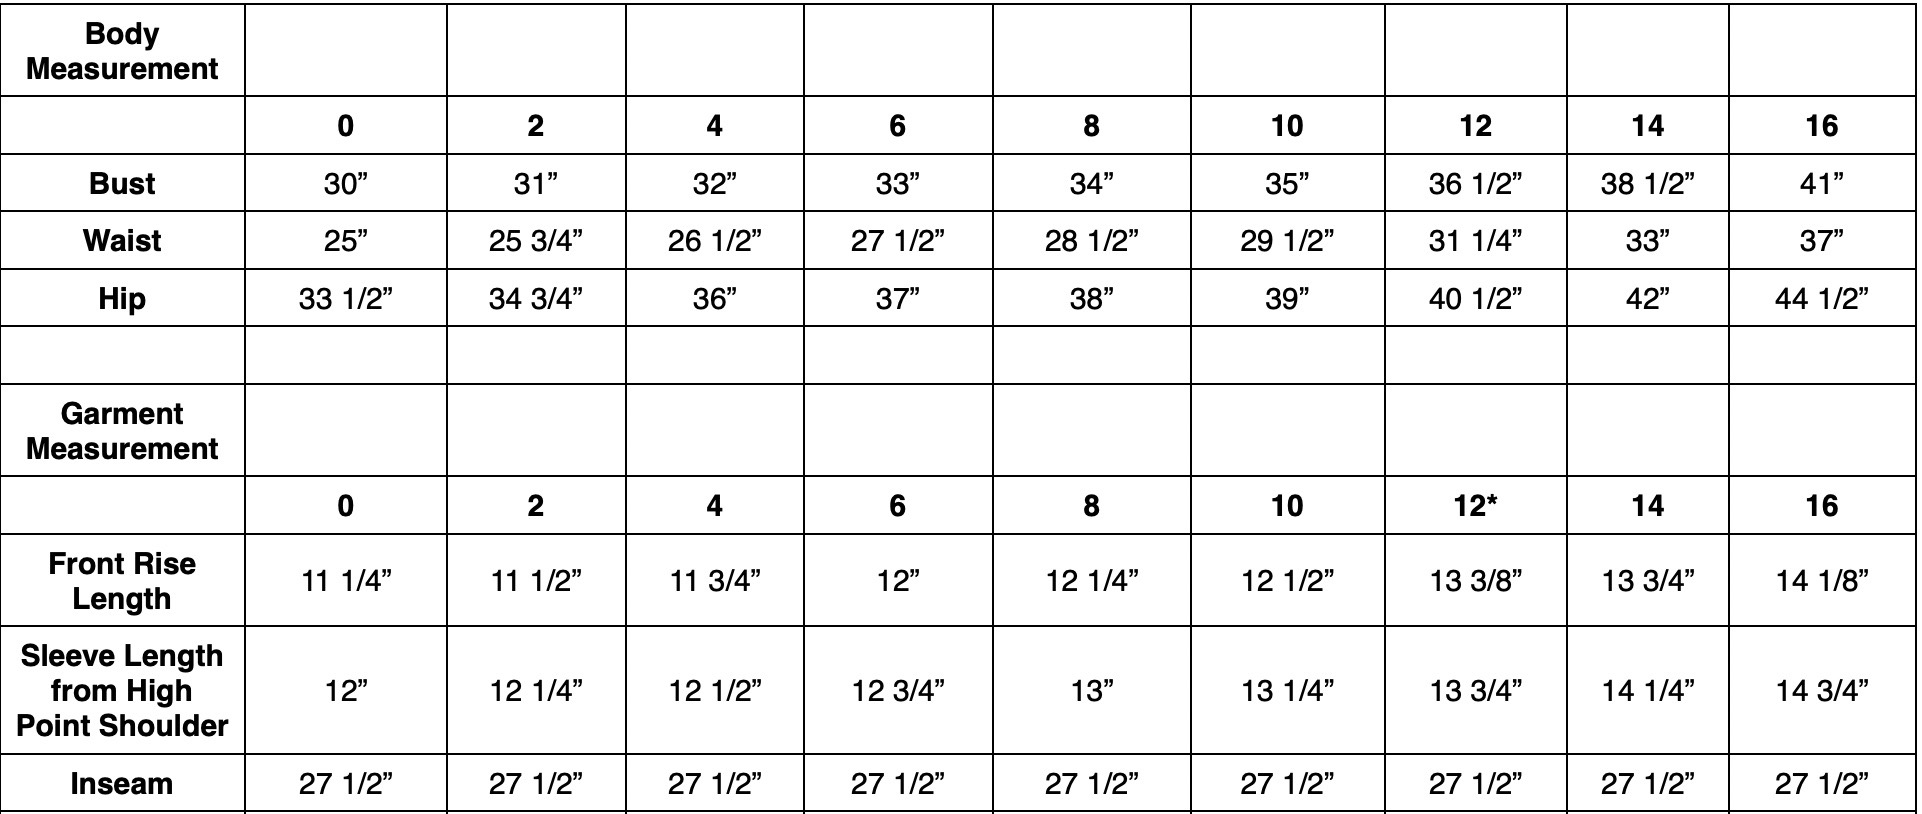 Body
Measurement
0 2 4 6 8 10 12 14 16
Bust 30” 31” 32” 33” 34” 35” 36 1/2” 38 1/2” 41”
Waist 25” 25 3/4” 26 1/2” 27 1/2” 28 1/2” 29 1/2” 31 1/4” 33” 37”
Hip 33 1/2” 34 3/4” 36” 37” 38” 39” 40 1/2” 42” 44 1/2”
Garment
Measurement
0 2 4 6 8 10 12* 14 16
Front Rise
Length 11 1/4” 11 1/2” 11 3/4” 12” 12 1/4” 12 1/2” 13 3/8” 13 3/4” 14 1/8”
Sleeve Length
from High
Point Shoulder 12” 12 1/4” 12 1/2” 12 3/4” 13” 13 1/4” 13 3/4” 14 1/4” 14 3/4”
Inseam 27 1/2” 27 1/2” 27 1/2” 27 1/2” 27 1/2” 27 1/2” 27 1/2” 27 1/2” 27 1/2”